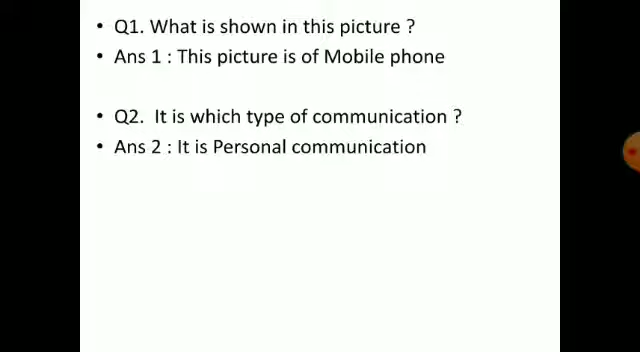 • Q1. What is shown in this picture ?
• Ans 1 : This picture is of Mobile phone
• Q2.  It is which type of communication ?
• Ans 2 : It is Personal communication